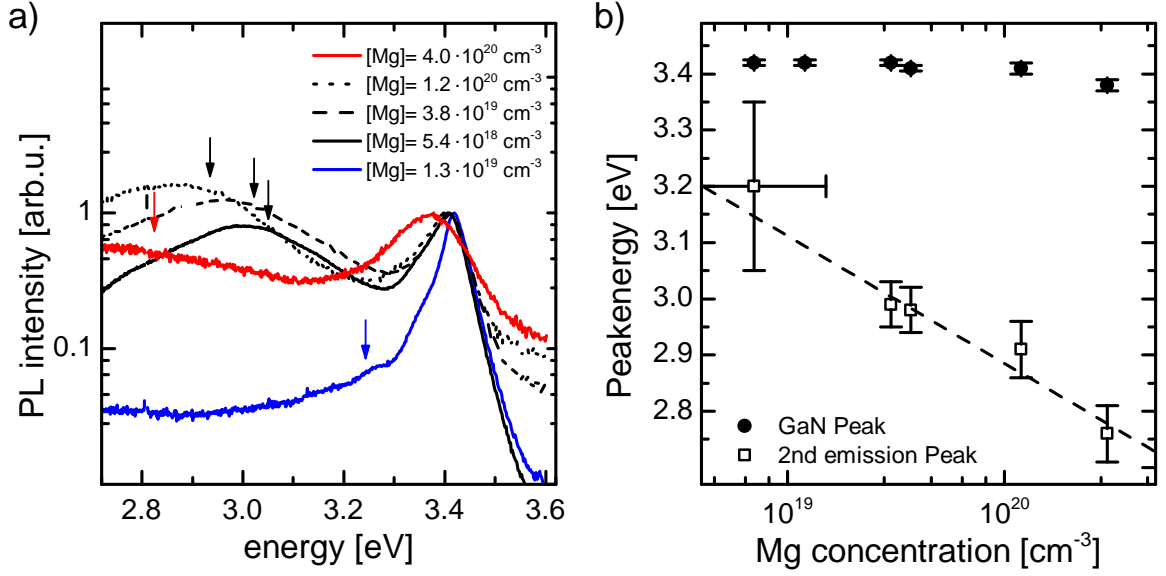 a)
[Mg]= 4.0·10²⁰ cm⁻³
[Mg]= 1.2·10²⁰ cm⁻³
[Mg]= 3.8·10¹⁹ cm⁻³
[Mg]= 5.4·10¹⁸ cm⁻³
[Mg]= 1.3·10¹⁹ cm⁻³
PL intensity [arb.u.]
1
0.1
2.8 3.0 3.2 3.4 3.6
energy [eV]
b)
Peakenergy [eV]
3.4
3.3
3.2
3.1
3.0
2.9
2.8
GaN Peak
2nd emission Peak
10¹⁹ 10²⁰
Mg concentration [cm⁻³]